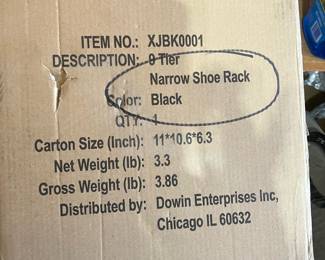 ITEM NO.: XJBK0001
DESCRIPTION: 9 Tier
Narrow Shoe Rack
Color: Black
QTY: 1
Carton Size (Inch): 11*10.6*6.3
Net Weight (lb): 3.3
Gross Weight (lb): 3.86
Distributed by: Dowin Enterprises Inc,
Chicago IL 60632